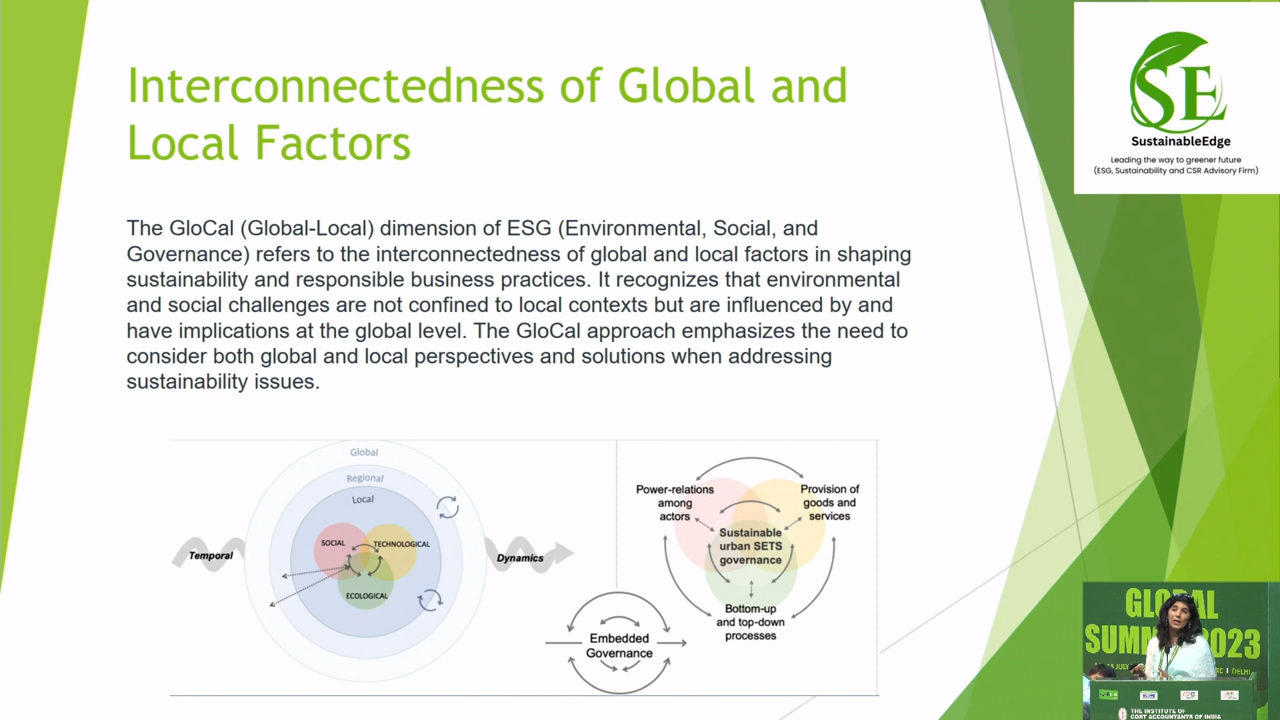 Interconnectedness of Global and
Local Factors
SE
SustainableEdge
Leading the way to greener future
(ESG, Sustainability and CSR Advisory Firm)
The GloCal (Global-Local) dimension of ESG (Environmental, Social, and
Governance) refers to the interconnectedness of global and local factors in shaping
sustainability and responsible business practices. It recognizes that environmental
and social challenges are not confined to local contexts but are influenced by and
have implications at the global level. The GloCal approach emphasizes the need to
consider both global and local perspectives and solutions when addressing
sustainability issues.
Global
Regional
Local
SOCIAL
TECHNOLOGICAL
ECOLOGICAL
Temporal
Dynamics
Embedded
Governance
Power-relations
among
actors
Provision of
goods and
services
Sustainable
urban SETS
governance
Bottom-up
and top-down
processes
GLOBAL
2023
JULY
DELHI
THE INSTITUTE OF
COST ACCOUNTANTS OF INDIA